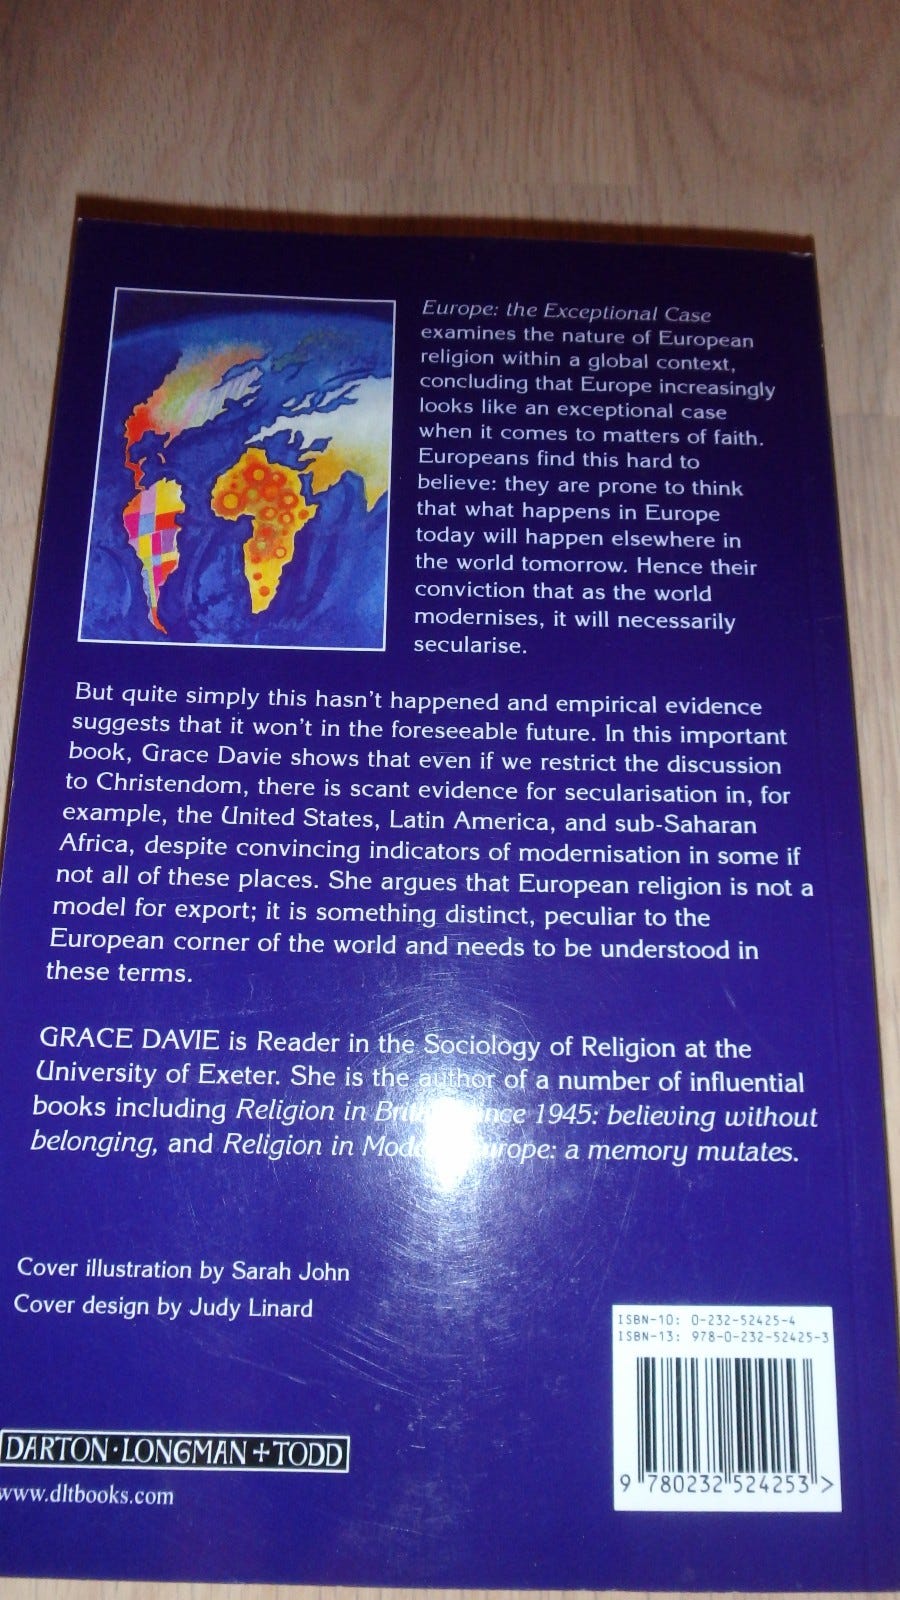 Europe: the Exceptional Case
examines the nature of European
religion within a global context,
concluding that Europe increasingly
looks like an exceptional case
when it comes to matters of faith.
Europeans find this hard to
believe: they are prone to think
that what happens in Europe
today will happen elsewhere in
the world tomorrow. Hence their
conviction that as the world
modernises, it will necessarily
secularise.
But quite simply this hasn't happened and empirical evidence
suggests that it won't in the foreseeable future. In this important
book, Grace Davie shows that even if we restrict the discussion
to Christendom, there is scant evidence for secularisation in, for
example, the United States, Latin America, and sub-Saharan
Africa, despite convincing indicators of modernisation in some if
not all of these places. She argues that European religion is not a
model for export; it is something distinct, peculiar to the
European corner of the world and needs to be understood in
these terms.
GRACE DAVIE is Reader in the Sociology of Religion at the
University of Exeter. She is the author of a number of influential
books including Religion in 1945: believing without
belonging, and Religion in a memory mutates.
Cover illustration by Sarah John
Cover design by Judy Linard
ISBN-10: 0-232-52425-4
ISBN-13: 978-0-232-52425-3
9 780232 524253 >
DARTON·LONGMAN+TODD
www.dltbooks.com